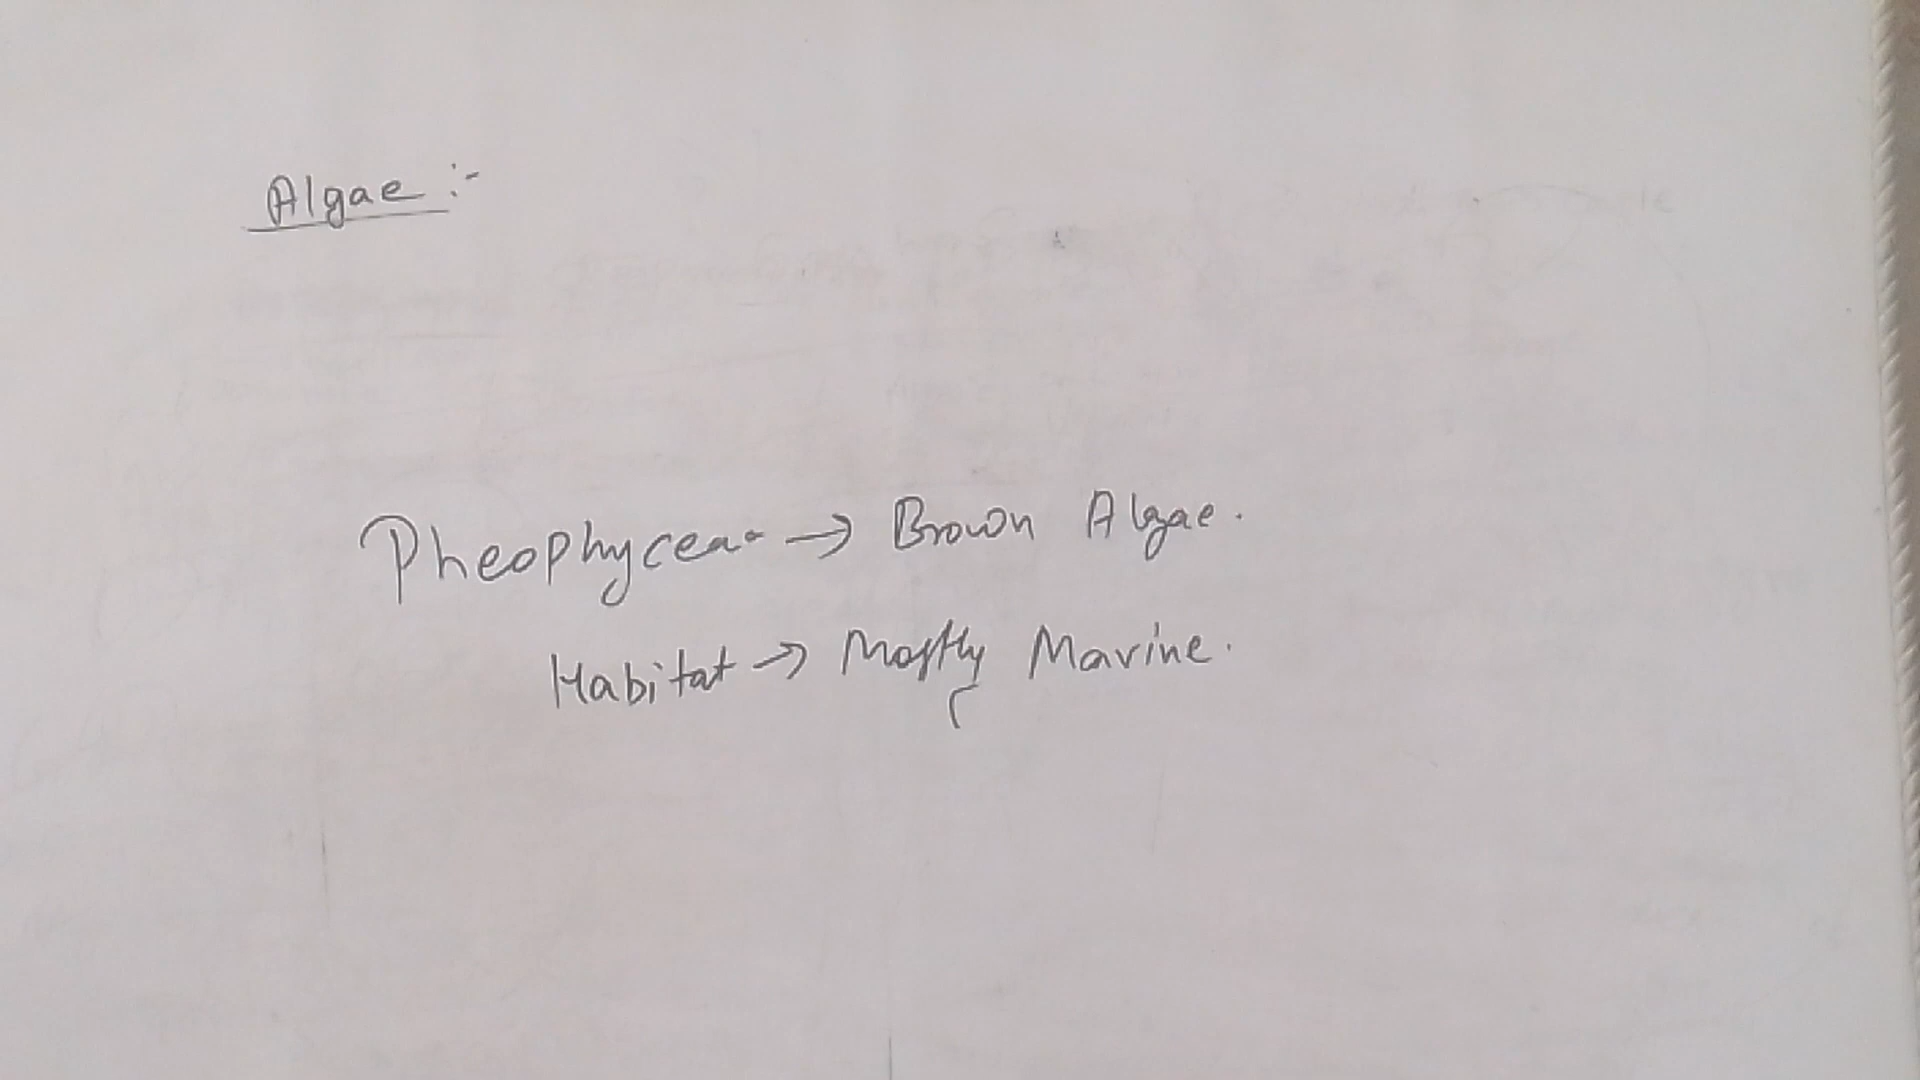 Algae :-
Pheophyceae → Brown Algae.
Habitat → Mostly Marine.